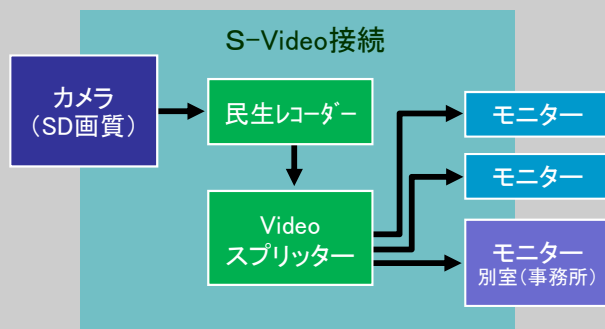 S-Video接続
カメラ
（SD画質）
民生ﾚｺｰﾀﾞｰ
モニター
モニター
Video
スプリッター
モニター
別室（事務所）